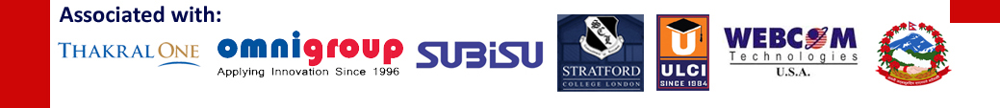 Associated with:
THAKRAL ONE
omnigroup
Applying Innovation Since 1996
SUBiSU
STRATFORD
COLLEGE LONDON
U
ULCI
SINCE 1984
WEBCOM
Technologies
U.S.A.